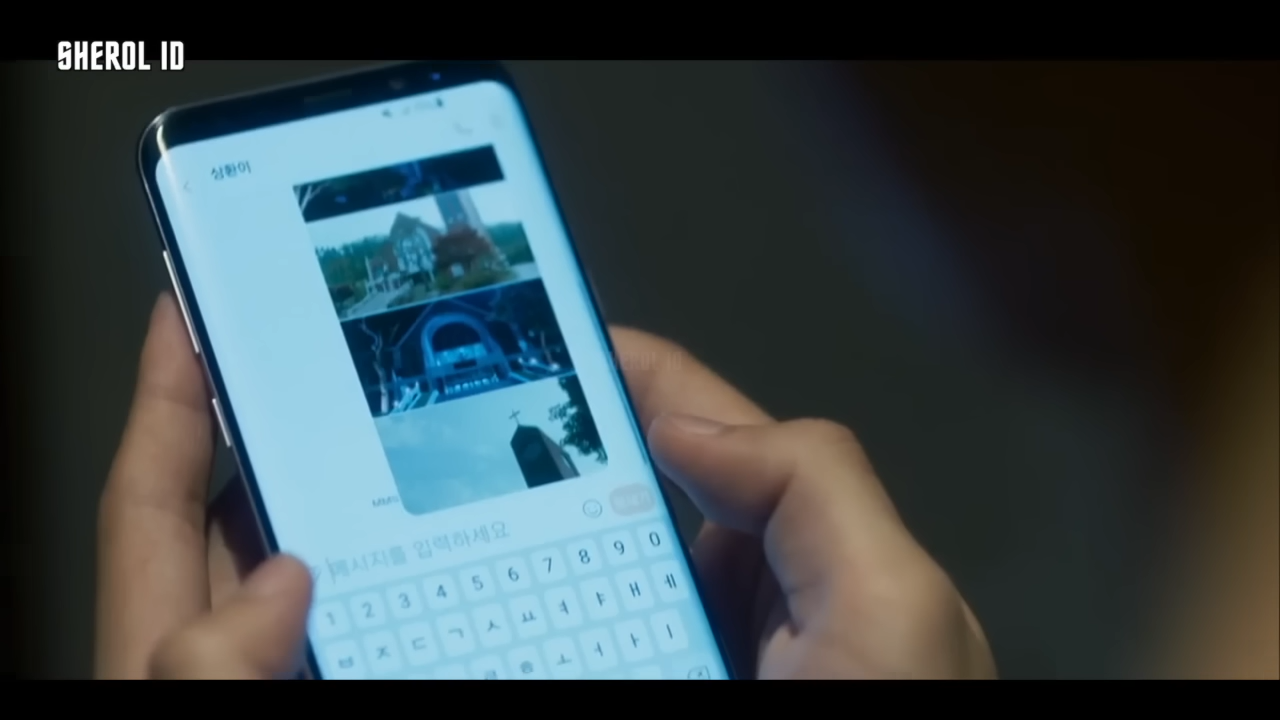 SHEROL ID
상환이
MMS
메시지를 입력하세요
1 2 3 4 5 6 7 8 9 0
ㅂ ㅈ ㄷ ㄱ ㅅ ㅛ ㅕ ㅑ ㅐ ㅔ
ㅎ ㅗ ㅓ ㅏ ㅣ